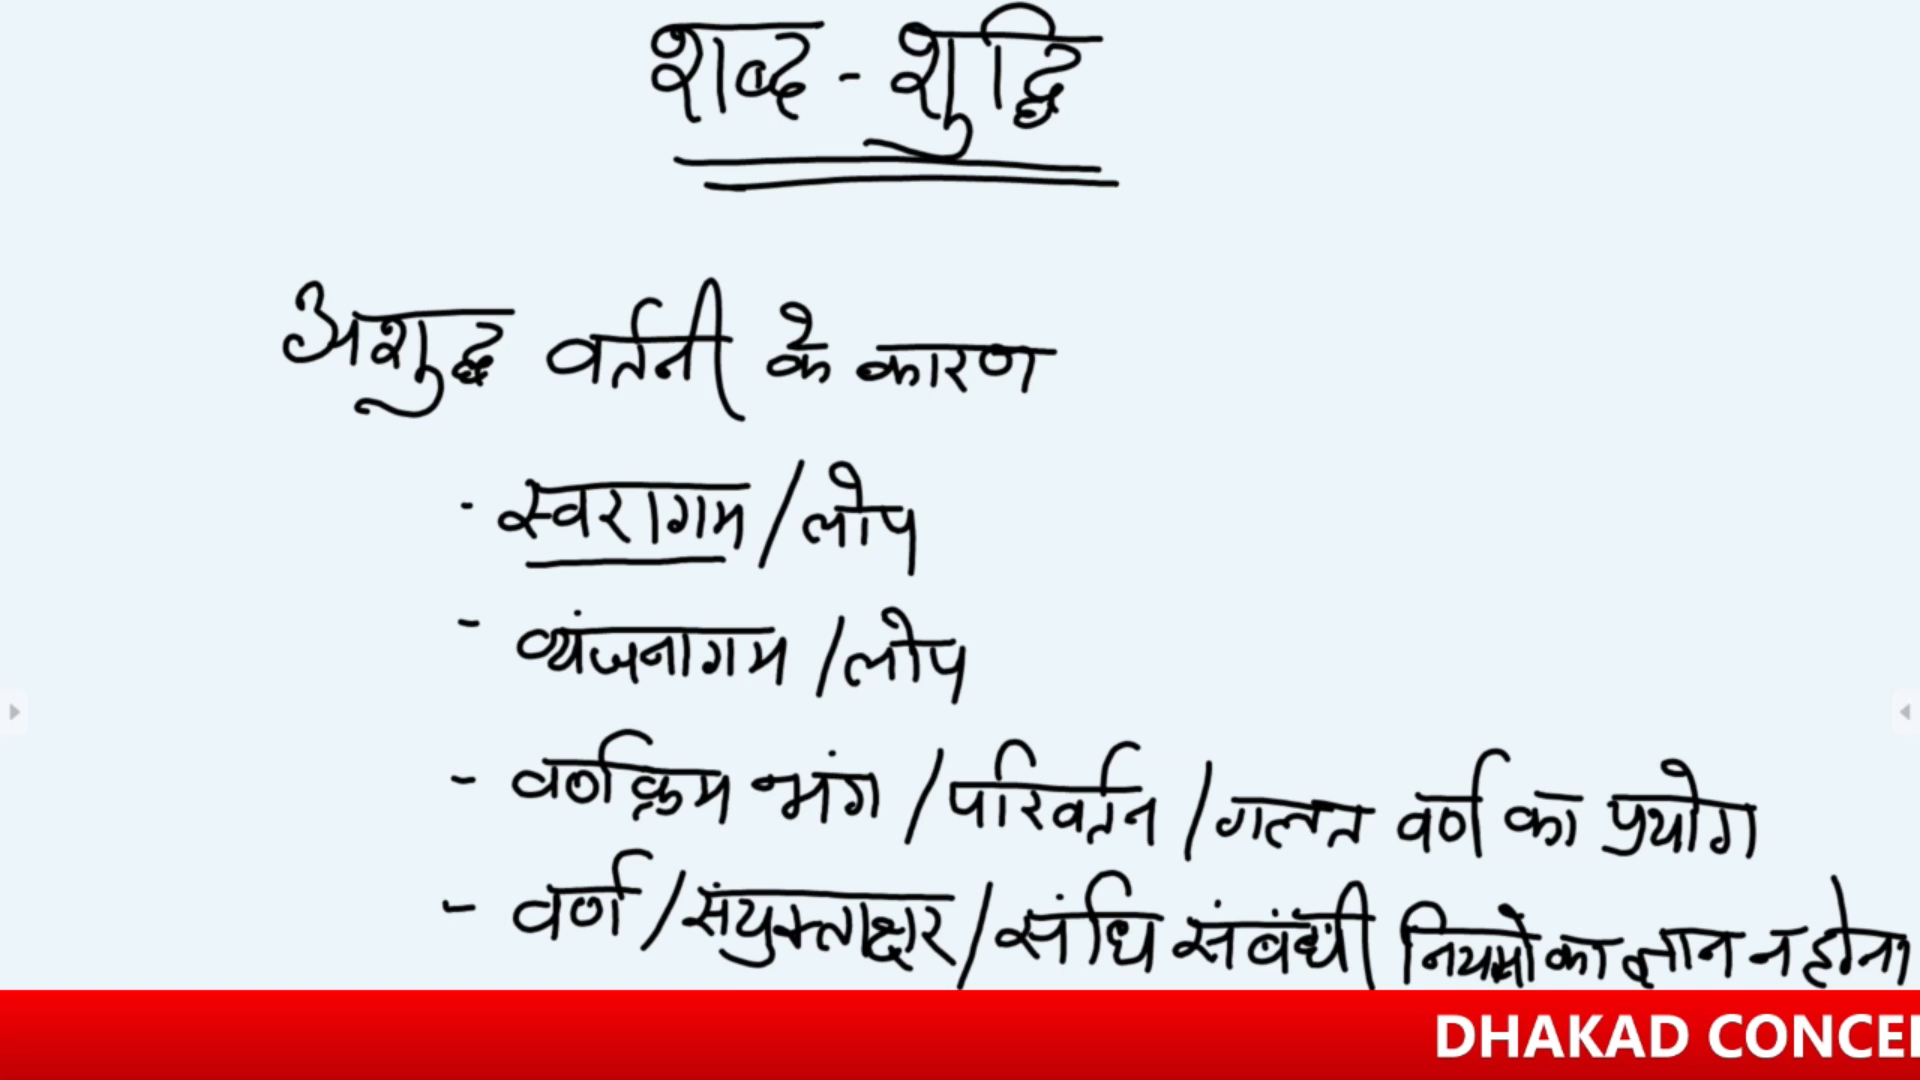 शब्द - शुद्धि
अशुद्ध वर्तनी के कारण
- स्वरागम / लोप
- व्यंजनागम / लोप
- वर्णक्रम भंग / परिवर्तन / गलत वर्ण का प्रयोग
- वर्ण / संयुक्ताक्षर / संधि संबंधी नियमों का ज्ञान न होना
DHAKAD CONCE